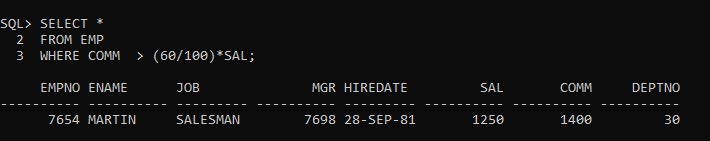 SQL> SELECT *
  2  FROM EMP
  3  WHERE COMM  > (60/100)*SAL;
     EMPNO ENAME      JOB              MGR HIREDATE         SAL       COMM     DEPTNO
---------- ---------- --------- ---------- --------- ---------- ---------- ----------
      7654 MARTIN     SALESMAN        7698 28-SEP-81       1250       1400         30